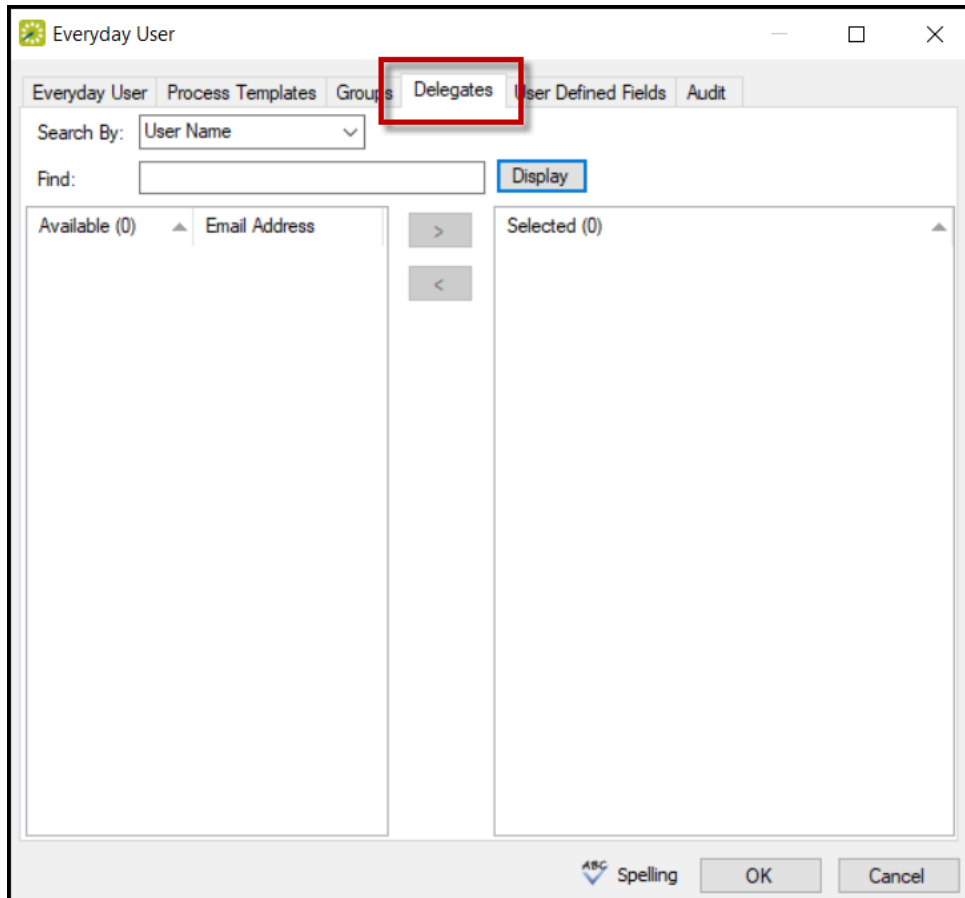 Everyday User
Everyday User Process Templates Groups Delegates User Defined Fields Audit
Search By: User Name
Find: Display
Available (0) Email Address > Selected (0)
<
ABC Spelling OK Cancel